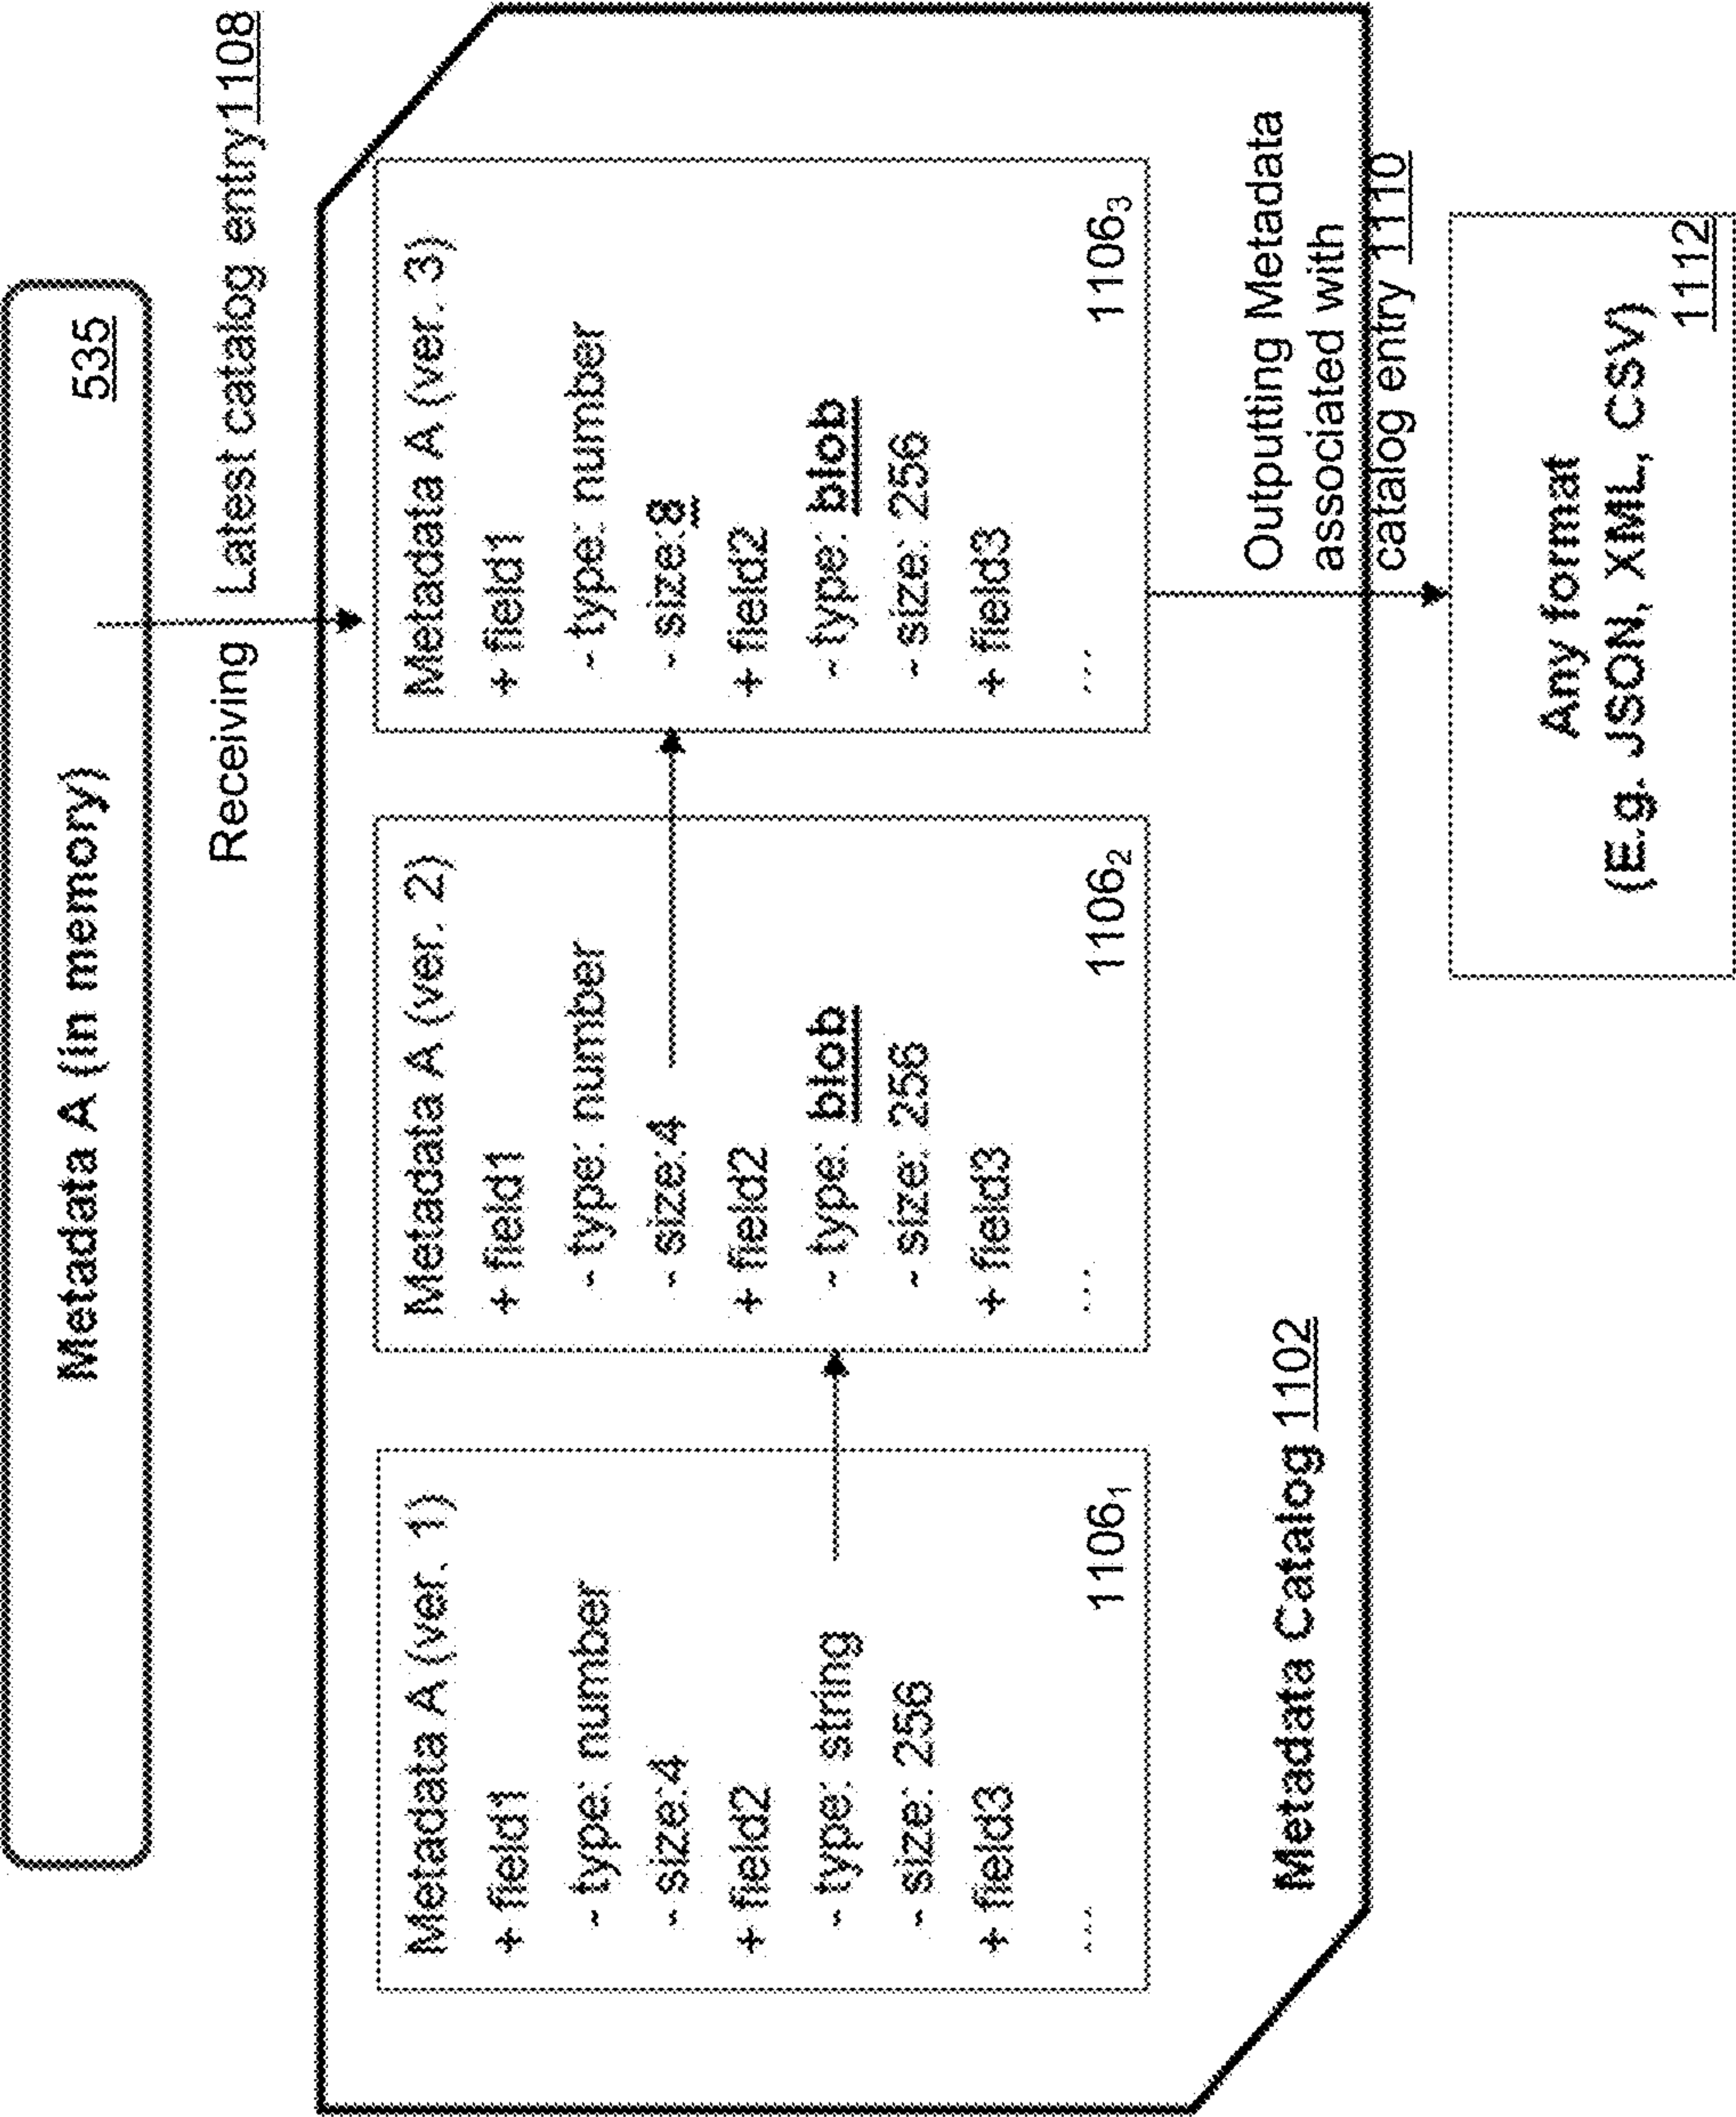 Metadata A (in memory)
535
Receiving Latest catalog entry 1108
Metadata A (ver. 1)
+ field1
- type: number
- size:4
+ field2
- type: string
- size: 256
+ field3
...
1106₁
Metadata A (ver. 2)
+ field1
- type: number
- size:4
+ field2
- type: blob
- size: 256
+ field3
...
1106₂
Metadata A (ver. 3)
+ field1
- type: number
- size:8
+ field2
- type: blob
- size: 256
+ field3
...
1106₃
Metadata Catalog 1102
Outputing Metadata
associated with
catalog entry 1110
Any format
(E.g. JSON, XML, CSV)
1112